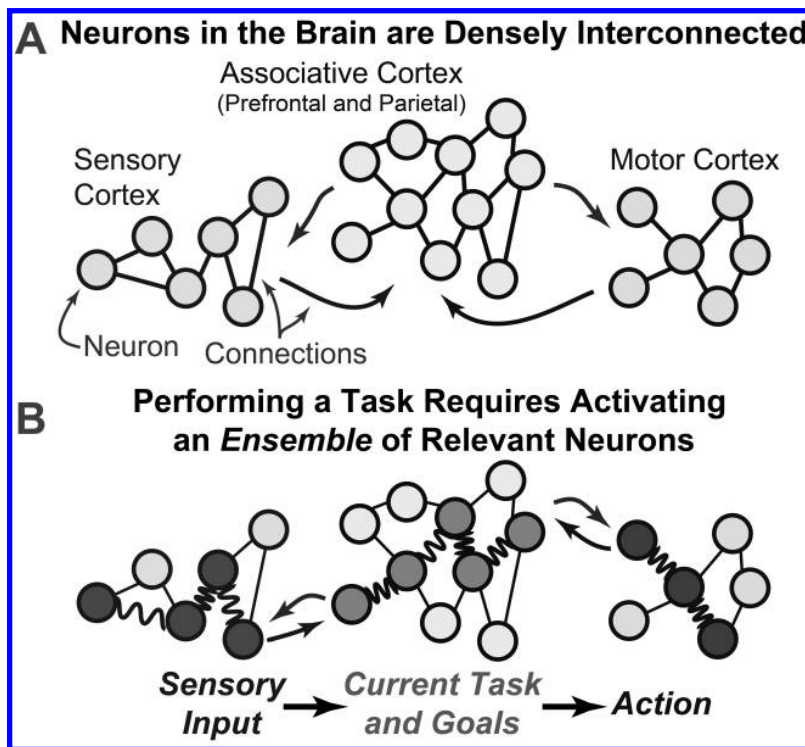 A Neurons in the Brain are Densely Interconnected
Associative Cortex
(Prefrontal and Parietal)
Sensory
Cortex
Motor Cortex
Neuron
Connections
B
Performing a Task Requires Activating
an Ensemble of Relevant Neurons
Sensory
Input
Current Task
and Goals
Action